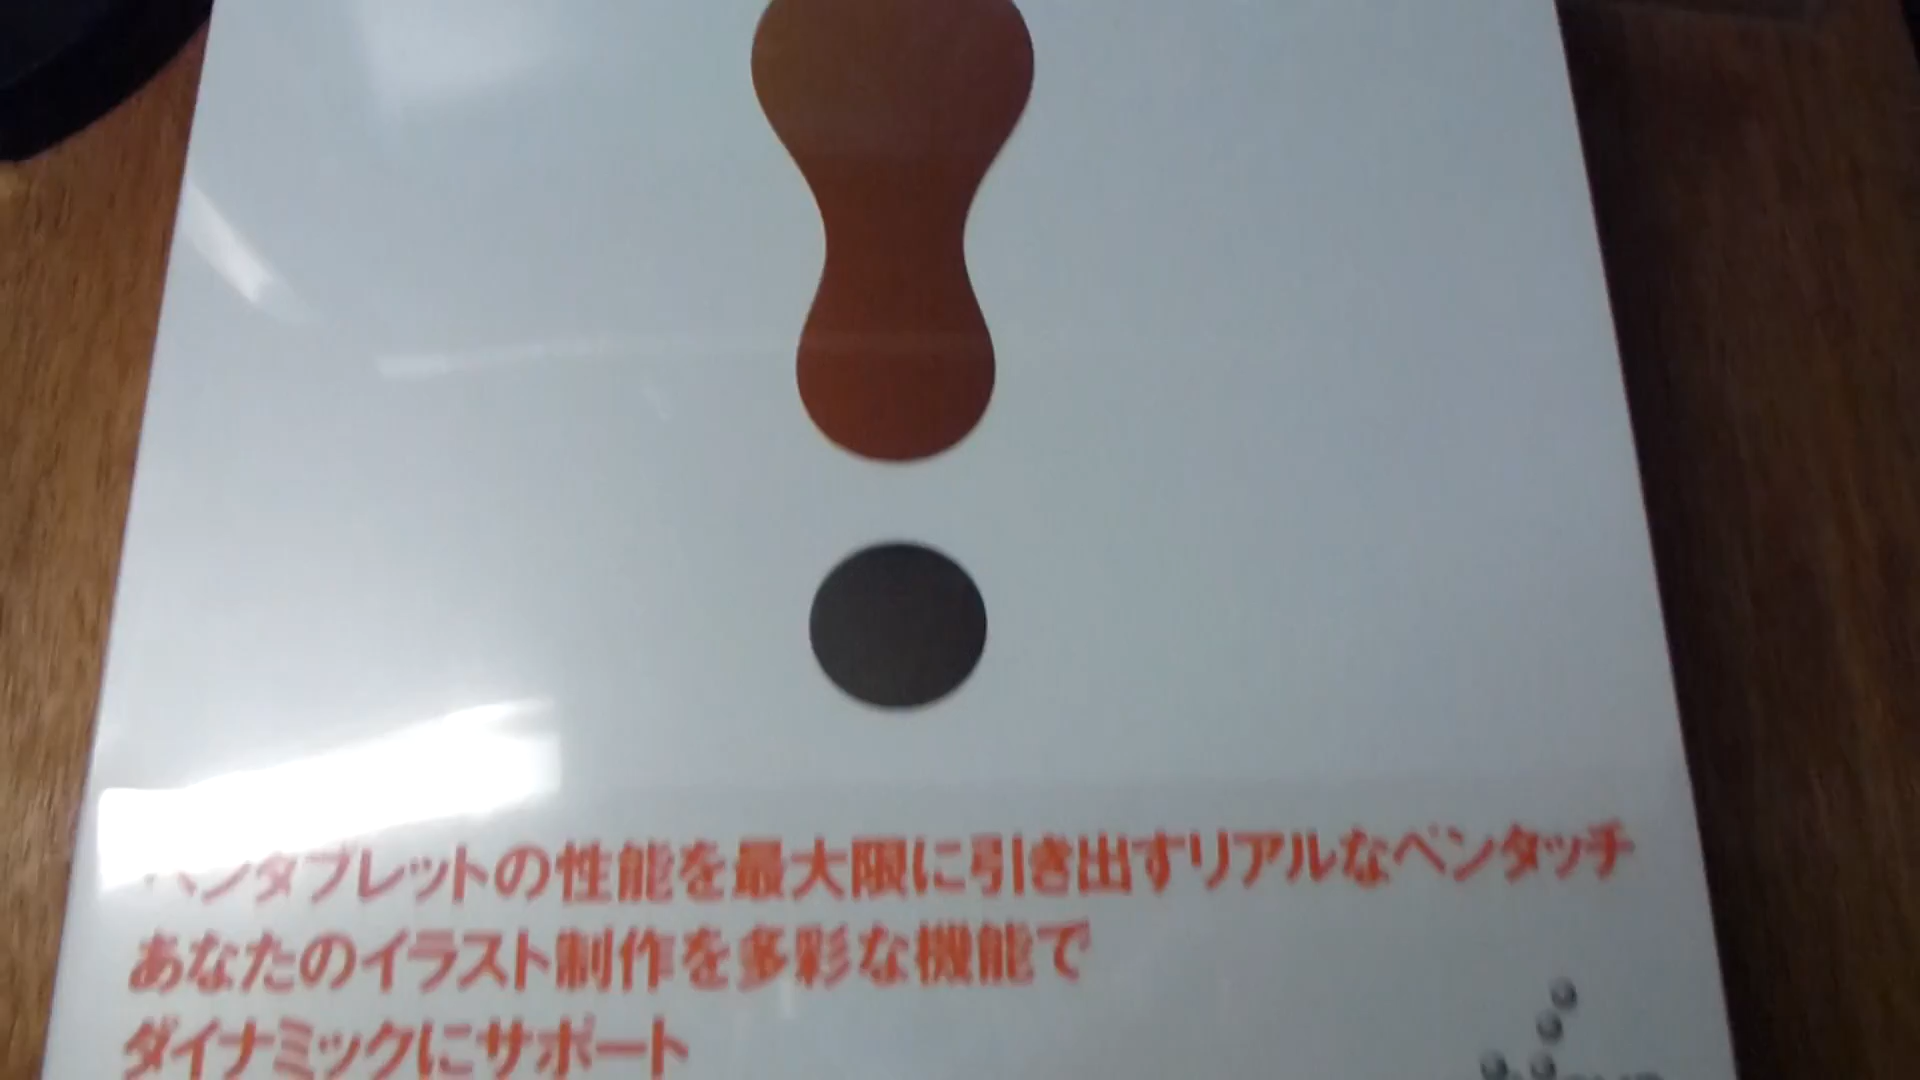 ペンタブレットの性能を最大限に引き出すリアルなペンタッチ
あなたのイラスト制作を多彩な機能で
ダイナミックにサポート